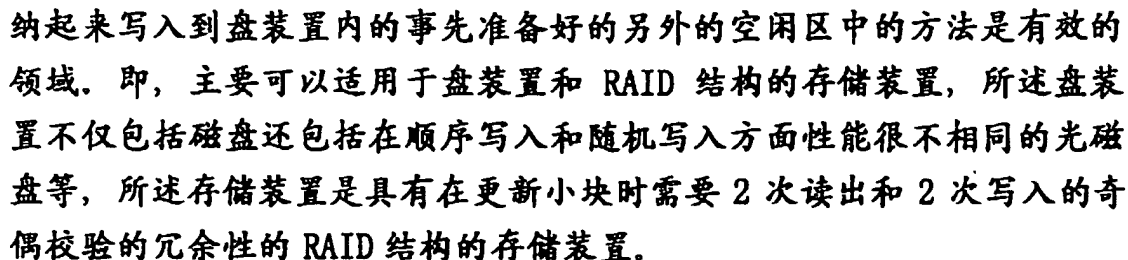 纳起来写入到盘装置内的事先准备好的另外的空闲区中的方法是有效的
领域。即，主要可以适用于盘装置和 RAID 结构的存储装置，所述盘装
置不仅包括磁盘还包括在顺序写入和随机写入方面性能很不相同的光磁
盘等，所述存储装置是具有在更新小块时需要 2 次读出和 2 次写入的奇
偶校验的冗余性的 RAID 结构的存储装置。